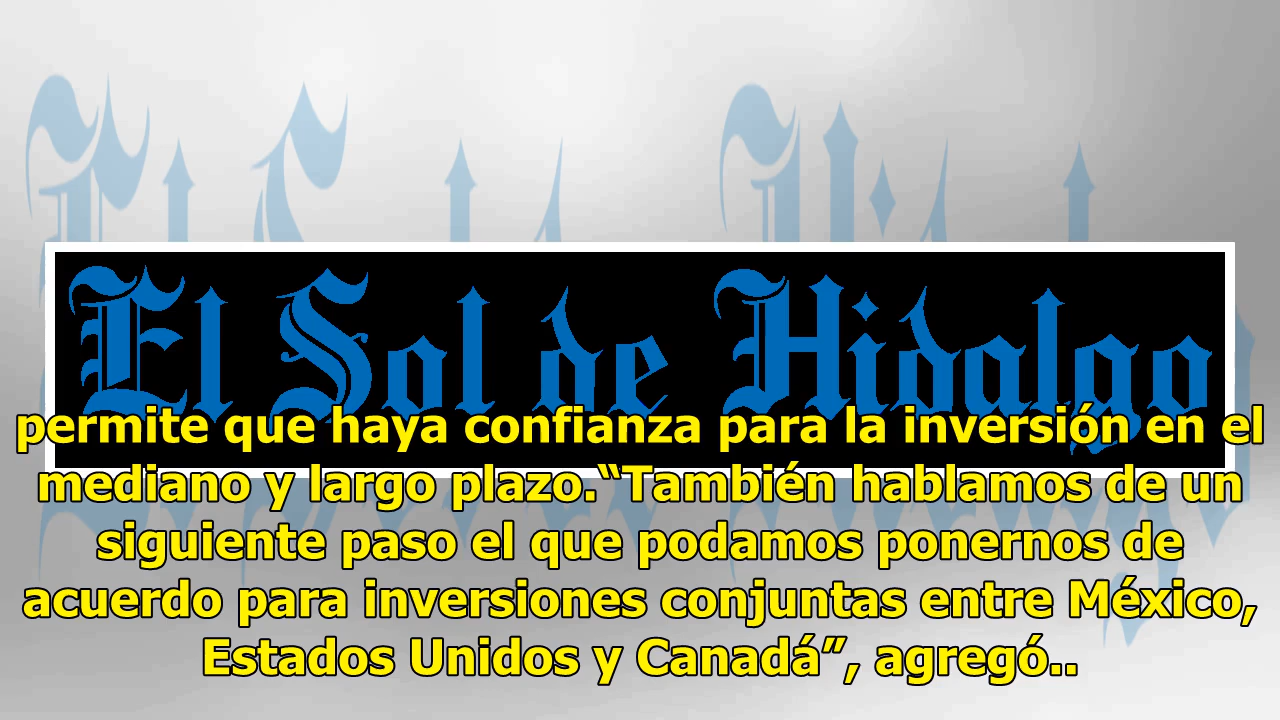 El Sol de Hidalgo
permite que haya confianza para la inversión en el
mediano y largo plazo.“También hablamos de un
siguiente paso el que podamos ponernos de
acuerdo para inversiones conjuntas entre México,
Estados Unidos y Canadá”, agregó..